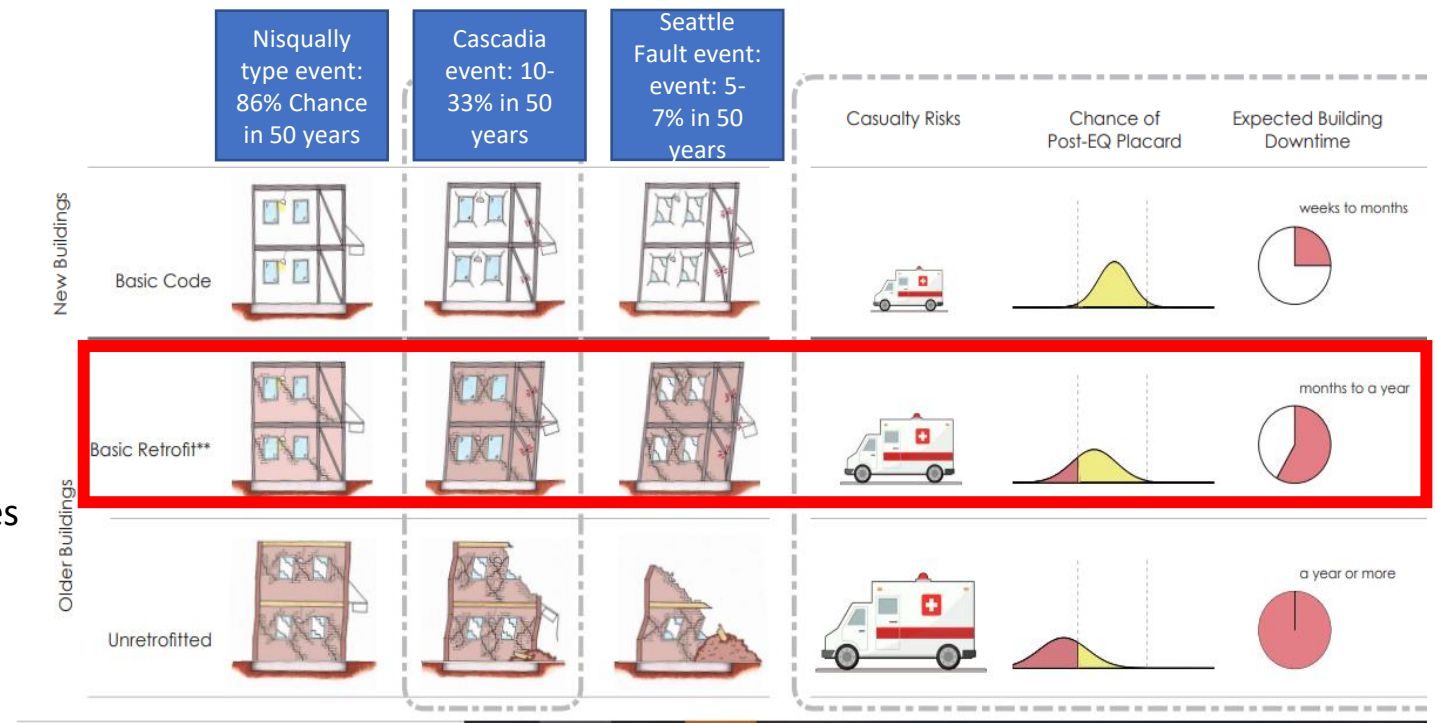 Nisqually
type event:
86% Chance
in 50 years
Cascadia
event: 10-
33% in 50
years
Seattle
Fault event:
event: 5-
7% in 50
years
Casualty Risks
Chance of
Post-EQ Placard
Expected Building
Downtime
New Buildings
Basic Code
weeks to months
Older Buildings
Basic Retrofit**
months to a year
es
Unretrofitted
a year or more